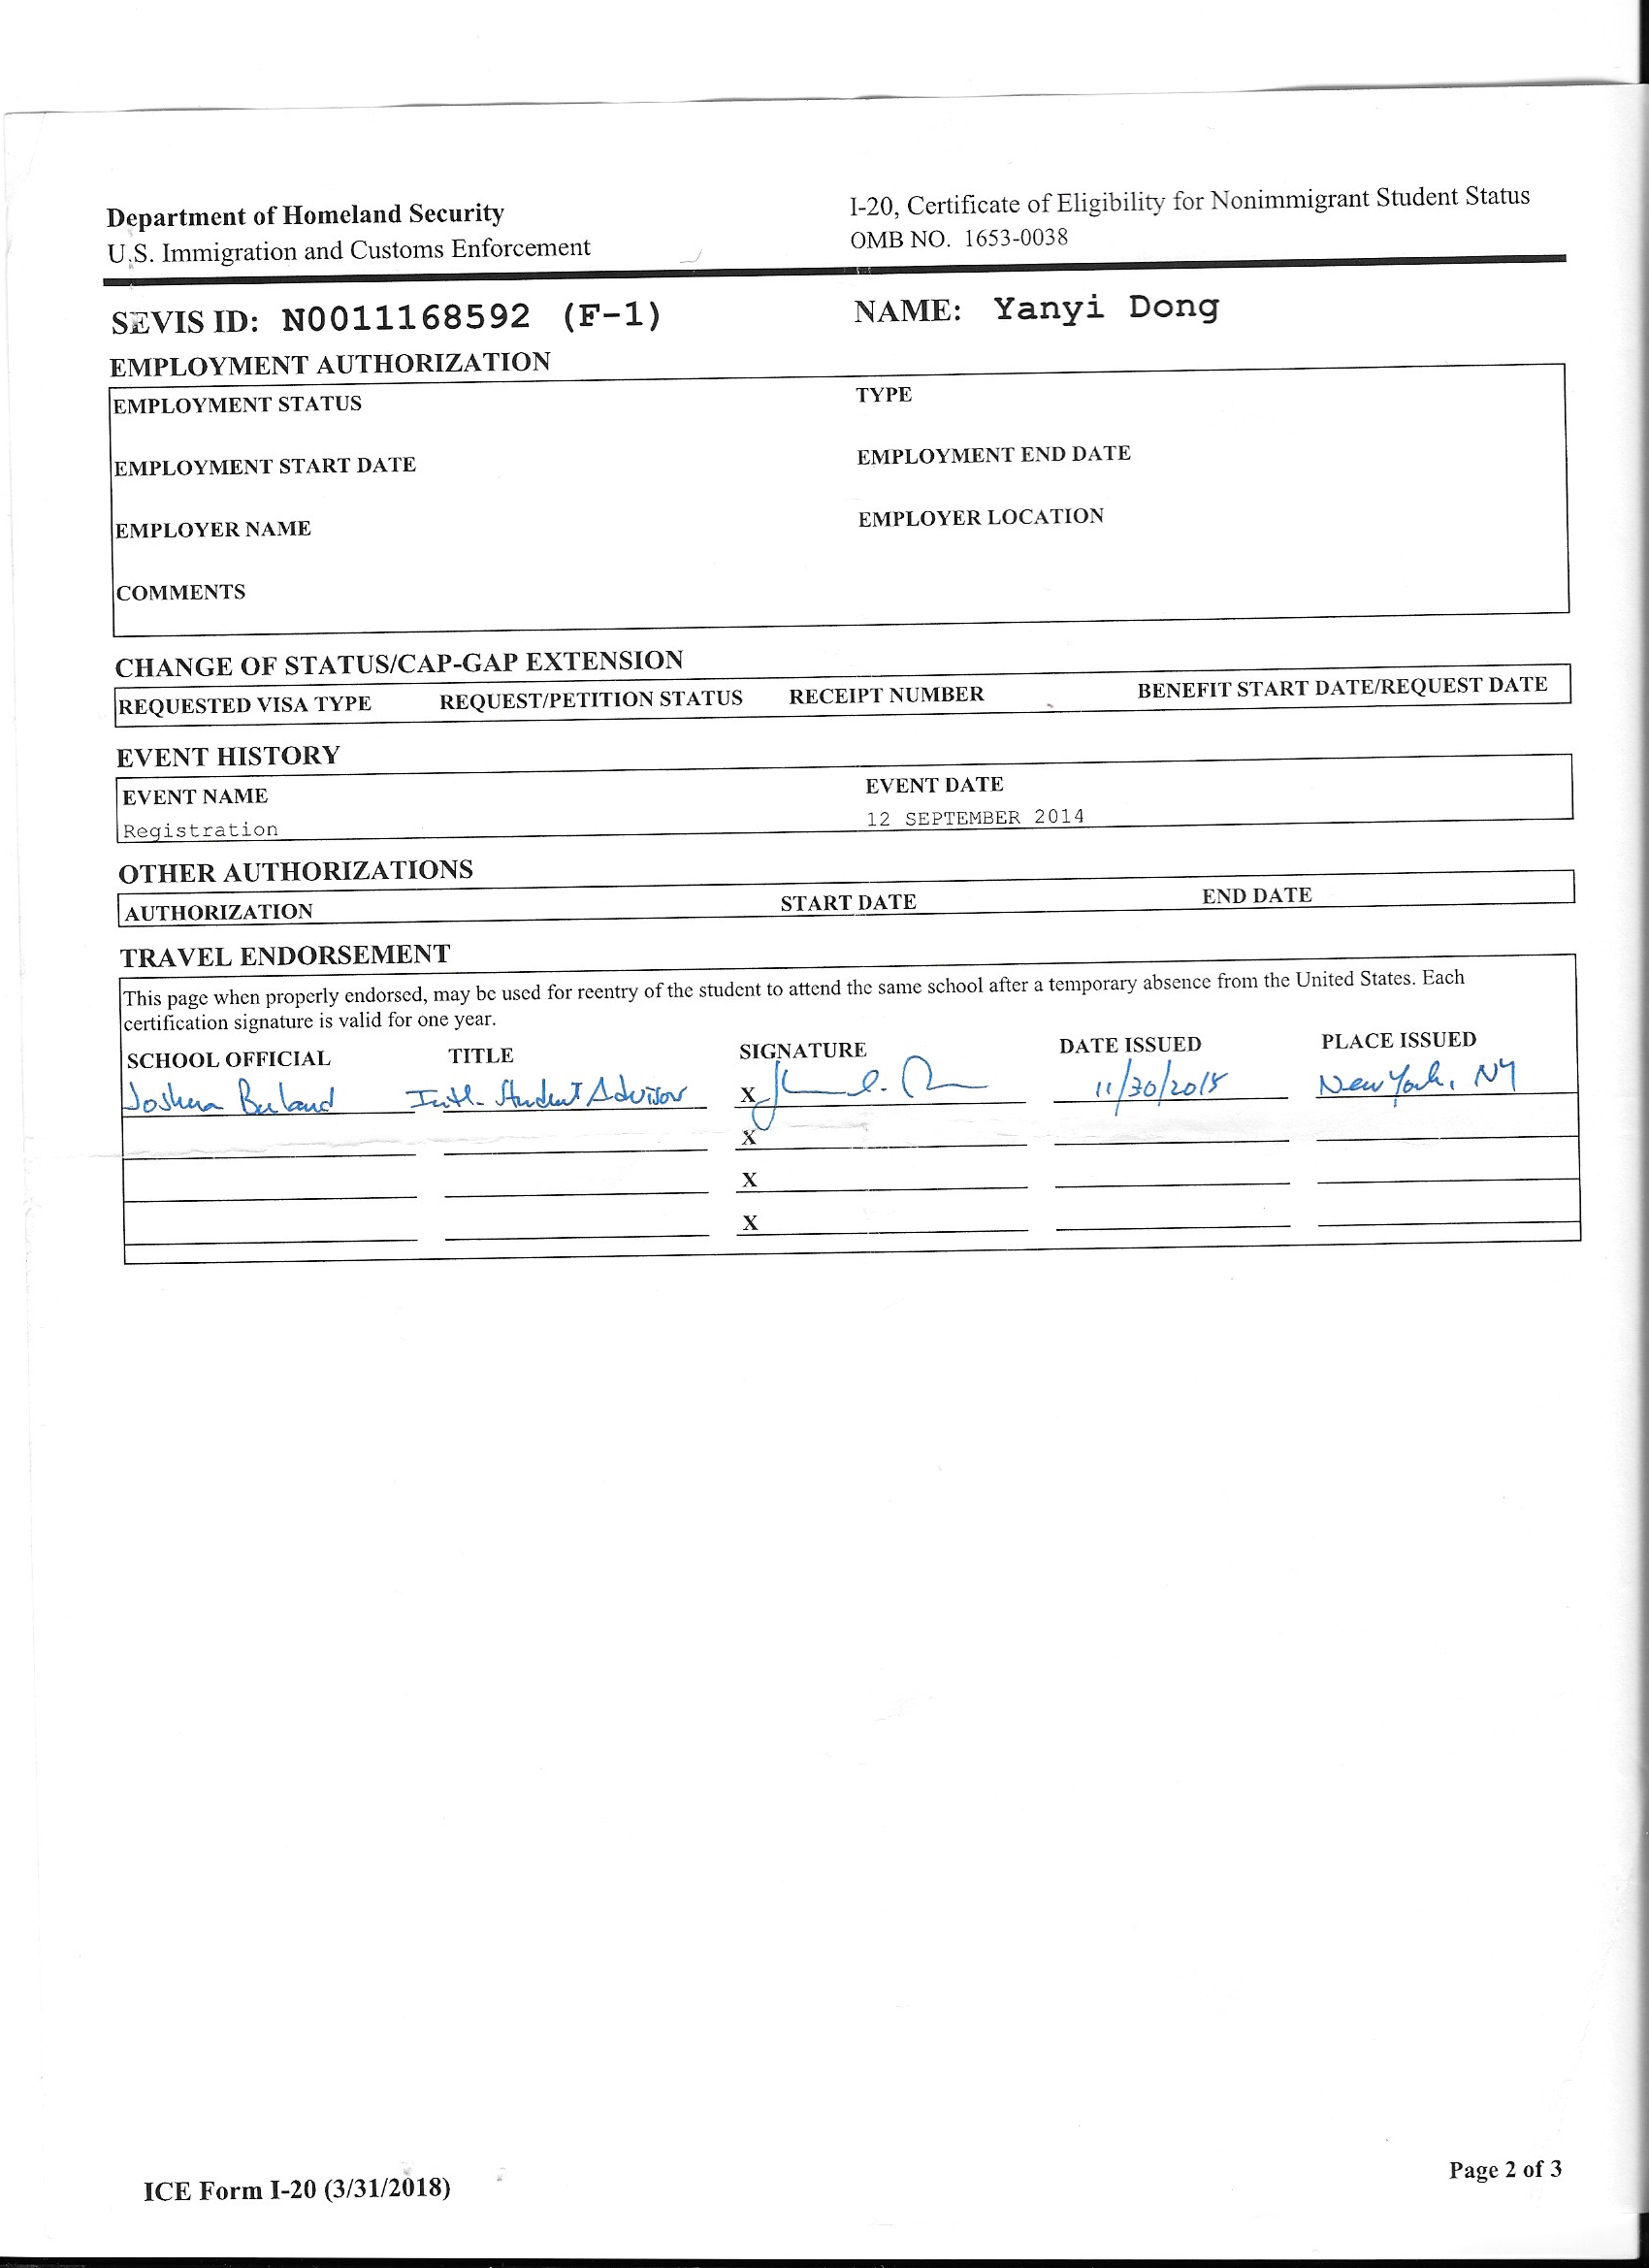 Department of Homeland Security
U.S. Immigration and Customs Enforcement
I-20, Certificate of Eligibility for Nonimmigrant Student Status
OMB NO. 1653-0038
SEVIS ID: N0011168592 (F-1)
NAME: Yanyi Dong
EMPLOYMENT AUTHORIZATION
EMPLOYMENT STATUS TYPE
EMPLOYMENT START DATE EMPLOYMENT END DATE
EMPLOYER NAME EMPLOYER LOCATION
COMMENTS
CHANGE OF STATUS/CAP-GAP EXTENSION
REQUESTED VISA TYPE REQUEST/PETITION STATUS RECEIPT NUMBER BENEFIT START DATE/REQUEST DATE
EVENT HISTORY
EVENT NAME EVENT DATE
Registration 12 SEPTEMBER 2014
OTHER AUTHORIZATIONS
AUTHORIZATION START DATE END DATE
TRAVEL ENDORSEMENT
This page when properly endorsed, may be used for reentry of the student to attend the same school after a temporary absence from the United States. Each
certification signature is valid for one year.
SCHOOL OFFICIAL TITLE SIGNATURE DATE ISSUED PLACE ISSUED
Joshua Intl. Student Advisor X 11/30/2015 New York, NY
X
X
X
ICE Form I-20 (3/31/2018)
Page 2 of 3